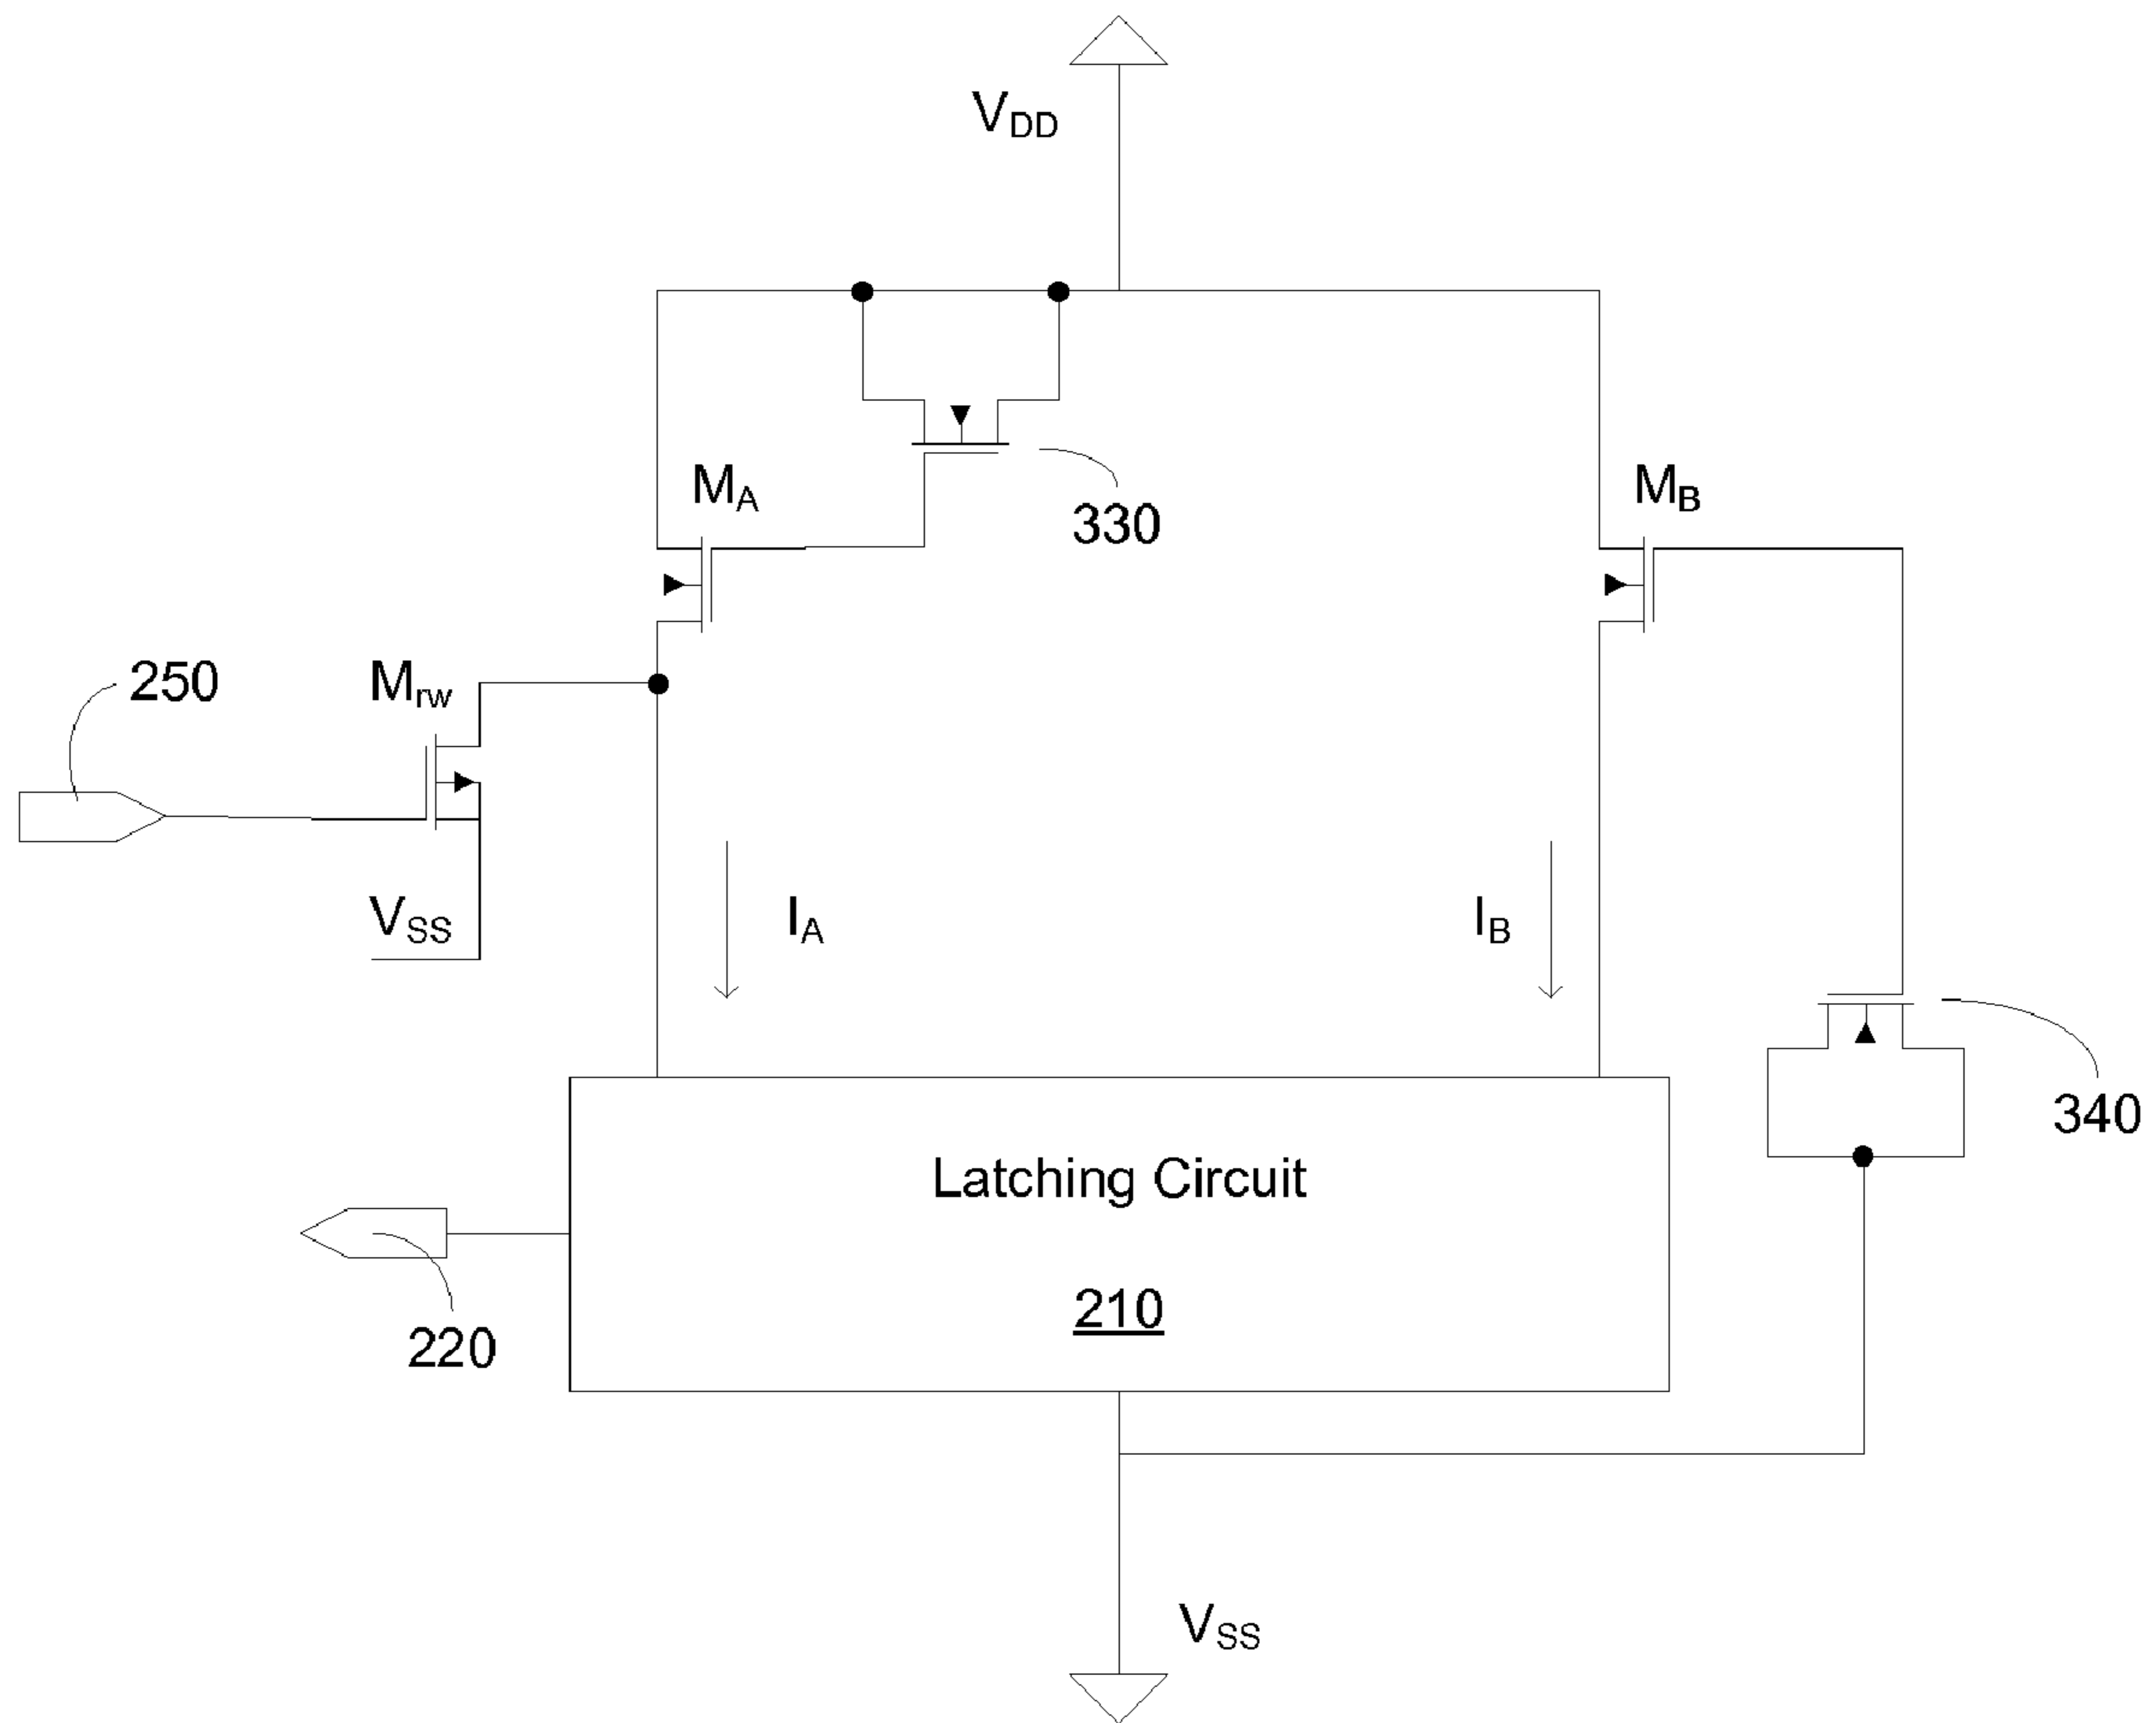 VDD
MA
330
MB
250
Mrw
VSS
IA
IB
340
Latching Circuit
210
220
VSS